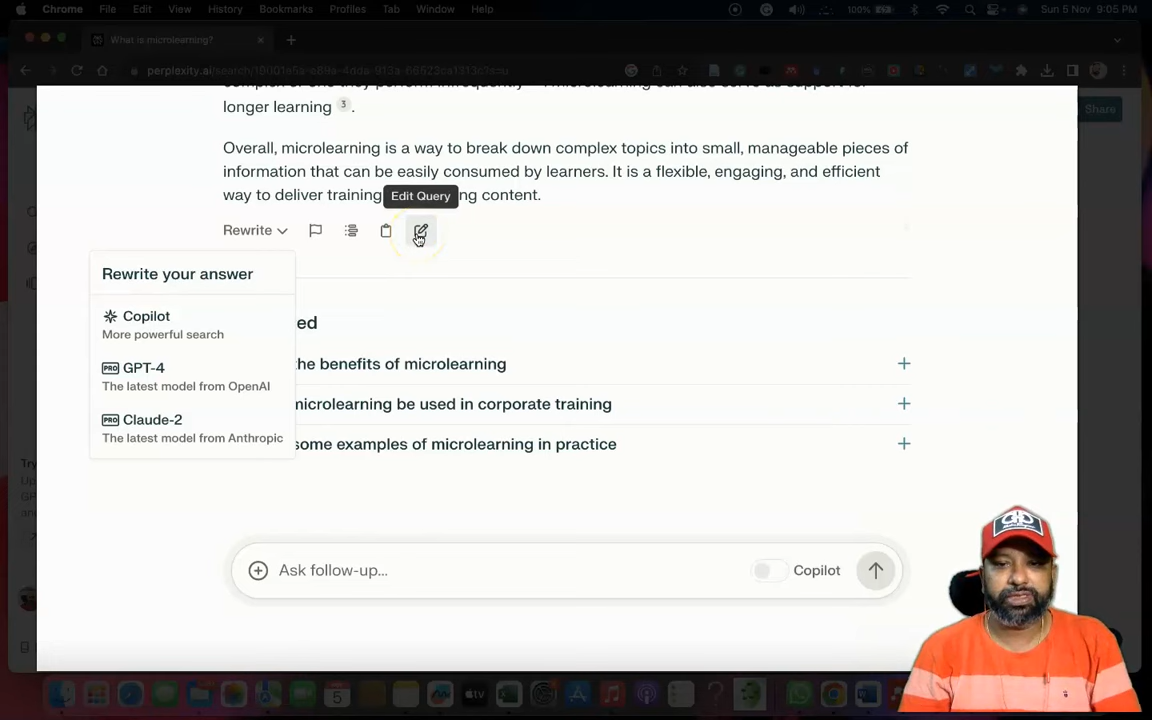 Chrome File Edit View History Bookmarks Profiles Tab Window Help
100% Sun 5 Nov 9:05 PM
What is microlearning?
Share
longer learning 3.
Overall, microlearning is a way to break down complex topics into small, manageable pieces of
information that can be easily consumed by learners. It is a flexible, engaging, and efficient
way to deliver training
Edit Query
content.
Rewrite
Rewrite your answer
Copilot
More powerful search
PRO GPT-4
The latest model from OpenAI
PRO Claude-2
The latest model from Anthropic
ed
the benefits of microlearning
microlearning be used in corporate training
some examples of microlearning in practice
Try
Ask follow-up...
Copilot
5
tv